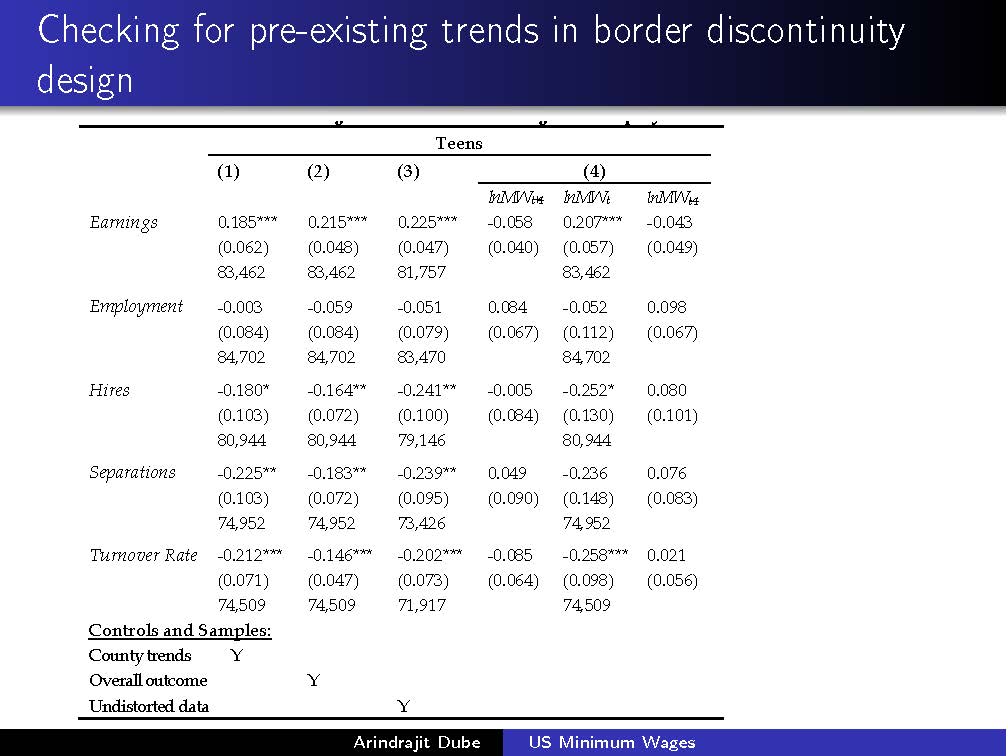 Checking for pre-existing trends in border discontinuity
design
Teens
(1) (2) (3) (4)
lnMWt+4 lnMWt lnMWt-4
Earnings 0.185*** 0.215*** 0.225*** -0.058 0.207*** -0.043
(0.062) (0.048) (0.047) (0.040) (0.057) (0.049)
83,462 83,462 81,757 83,462
Employment -0.003 -0.059 -0.051 0.084 -0.052 0.098
(0.084) (0.084) (0.079) (0.067) (0.112) (0.067)
84,702 84,702 83,470 84,702
Hires -0.180* -0.164** -0.241** -0.005 -0.252* 0.080
(0.103) (0.072) (0.100) (0.084) (0.130) (0.101)
80,944 80,944 79,146 80,944
Separations -0.225** -0.183** -0.239** 0.049 -0.236 0.076
(0.103) (0.072) (0.095) (0.090) (0.148) (0.083)
74,952 74,952 73,426 74,952
Turnover Rate -0.212*** -0.146*** -0.202*** -0.085 -0.258*** 0.021
(0.071) (0.047) (0.073) (0.064) (0.098) (0.056)
74,509 74,509 71,917 74,509
Controls and Samples:
County trends Y
Overall outcome Y
Undistorted data Y
Arindrajit Dube US Minimum Wages